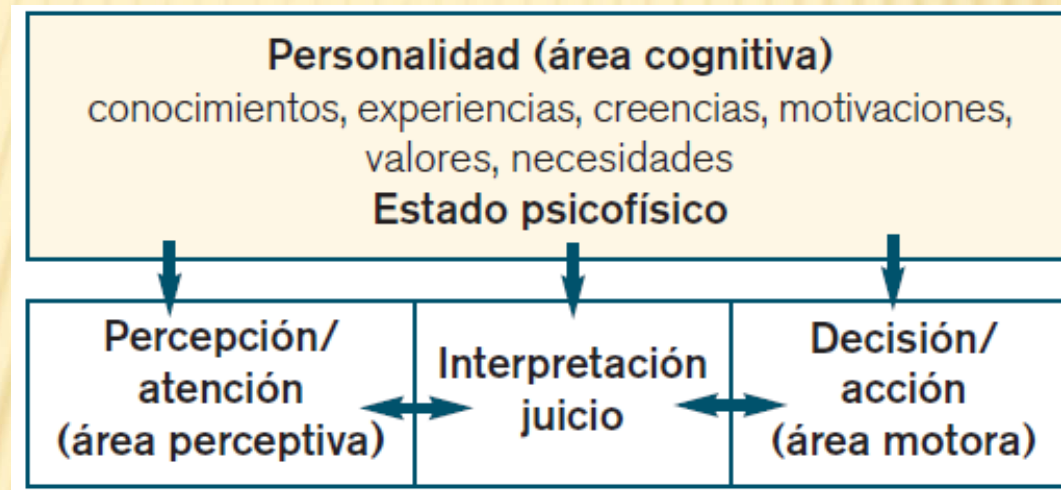 Personalidad (área cognitiva)
conocimientos, experiencias, creencias, motivaciones,
valores, necesidades
Estado psicofísico
Percepción/
atención
(área perceptiva)
Interpretación
juicio
Decisión/
acción
(área motora)